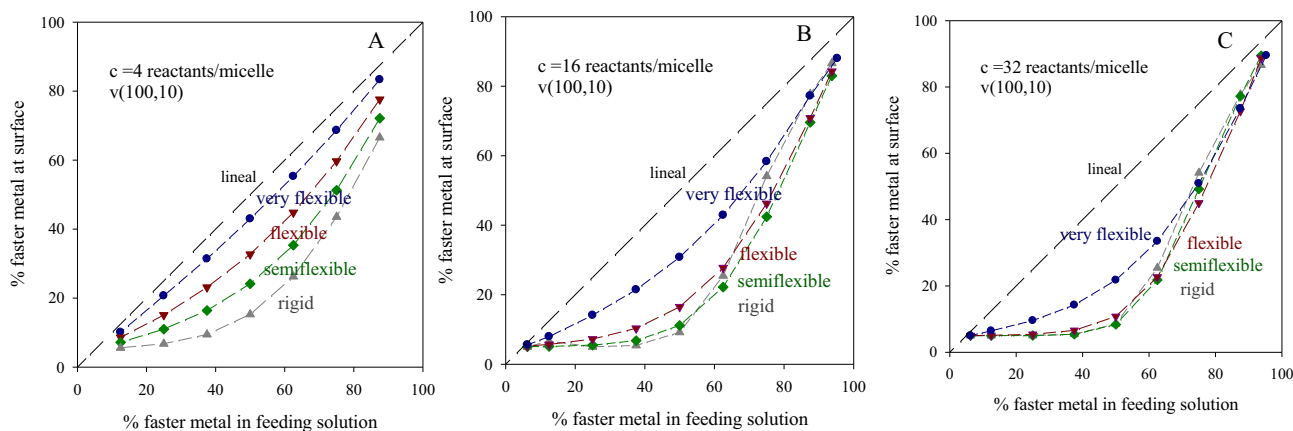 A
c =4 reactants/micelle
v(100,10)
lineal
very flexible
flexible
semiflexible
rigid
% faster metal at surface
100
80
60
40
20
0
0 20 40 60 80 100
% faster metal in feeding solution
B
c =16 reactants/micelle
v(100,10)
lineal
very flexible
flexible
semiflexible
rigid
% faster metal at surface
100
80
60
40
20
0
0 20 40 60 80 100
% faster metal in feeding solution
C
c =32 reactants/micelle
v(100,10)
lineal
very flexible
flexible
semiflexible
rigid
% faster metal at surface
100
80
60
40
20
0
0 20 40 60 80 100
% faster metal in feeding solution